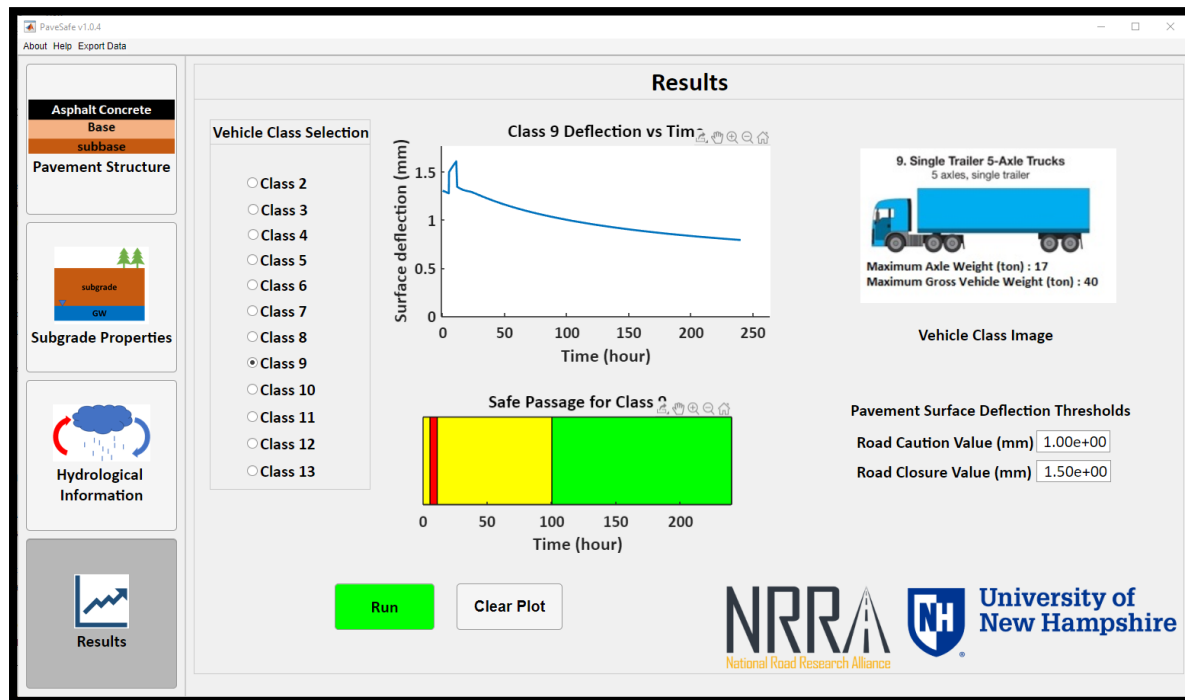 PaveSafe v1.0.4
About Help Export Data
Asphalt Concrete
Base
subbase
Pavement Structure
subgrade
GW
Subgrade Properties
Hydrological
Information
Results
Results
Vehicle Class Selection
Class 2
Class 3
Class 4
Class 5
Class 6
Class 7
Class 8
Class 9
Class 10
Class 11
Class 12
Class 13
Class 9 Deflection vs Time
Surface deflection (mm)
1.5
1
0.5
0
0 50 100 150 200 250
Time (hour)
Safe Passage for Class 9
0 50 100 150 200
Time (hour)
Run
Clear Plot
9. Single Trailer 5-Axle Trucks
5 axles, single trailer
Maximum Axle Weight (ton) : 17
Maximum Gross Vehicle Weight (ton) : 40
Vehicle Class Image
Pavement Surface Deflection Thresholds
Road Caution Value (mm) 1.00e+00
Road Closure Value (mm) 1.50e+00
NRRA
National Road Research Alliance
NH
University of
New Hampshire